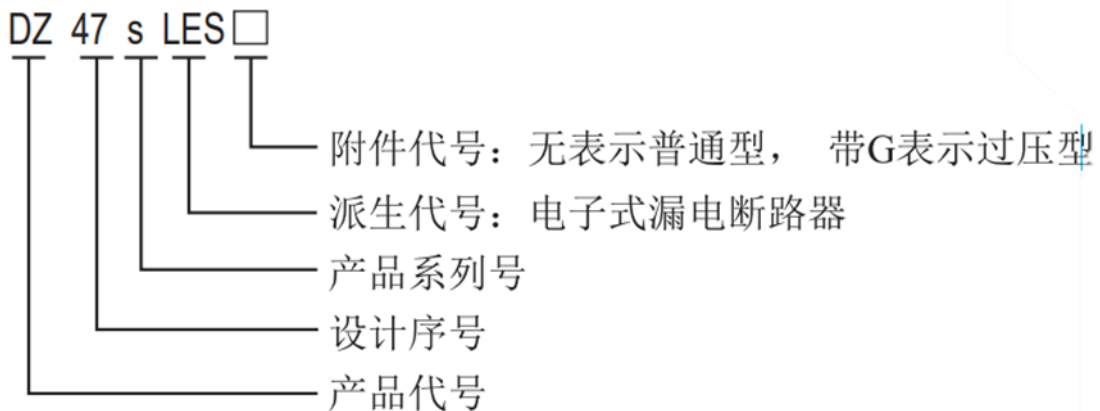 DZ 47 s LES□
附件代号：无表示普通型， 带G表示过压型
派生代号：电子式漏电断路器
产品系列号
设计序号
产品代号